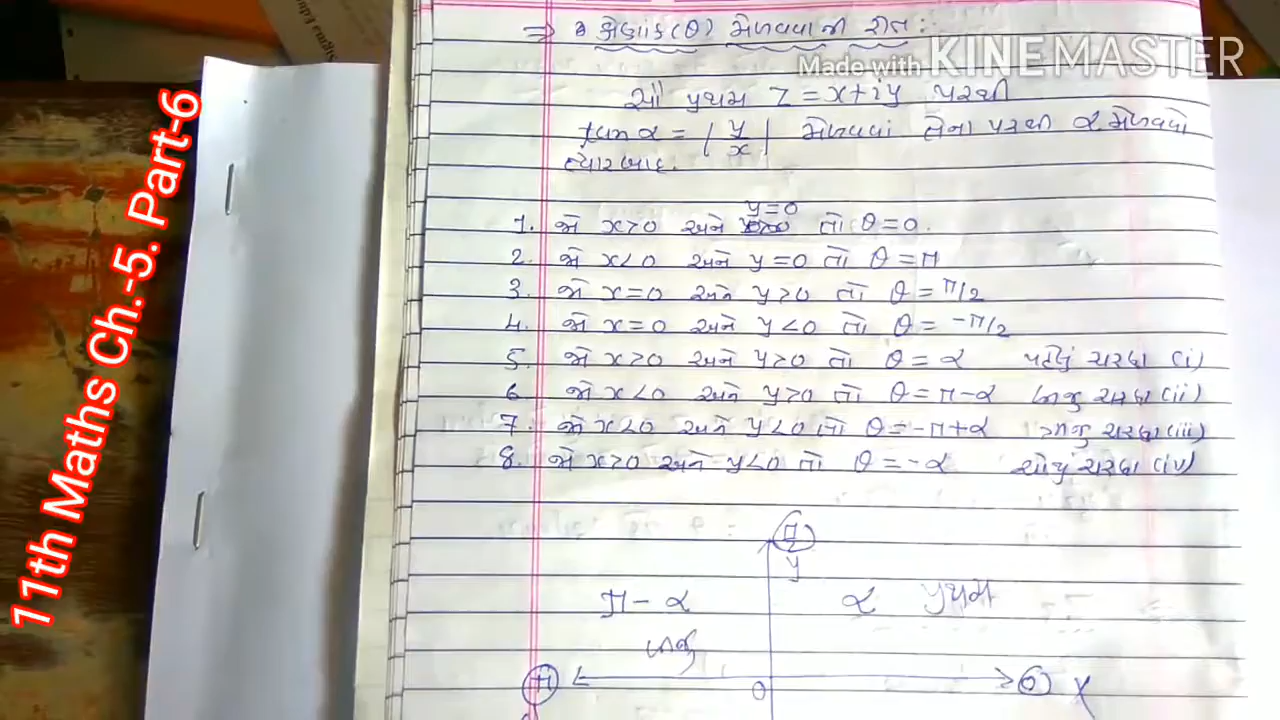 ⇒ કોણાંક (θ) મેળવવાની રીત :-
Made with KINEMASTER
સૌ પ્રથમ Z = x+iy પરથી
tan α = |y/x| મેળવવાં તેના પરથી α મેળવવો
ત્યારબાદ.
y=0
1. જો x>0 અને તો θ=0.
2. જો x<0 અને y=0 તો θ=π
3. જો x=0 અને y>0 તો θ = π/2
4. જો x=0 અને y<0 તો θ = -π/2
5. જો x>0 અને y>0 તો θ = α પહેલું ચરણ (i)
6. જો x<0 અને y>0 તો θ = π-α બીજું ચરણ (ii)
7. જો x<0 અને y<0 તો θ = -π+α ત્રીજું ચરણ (iii)
8. જો x>0 અને y<0 તો θ = -α ચોથું ચરણ (iv)
π/2
y
π - α α પ્રથમ
બીજું
π 0 0 X
11th Maths Ch.-5. Part-6